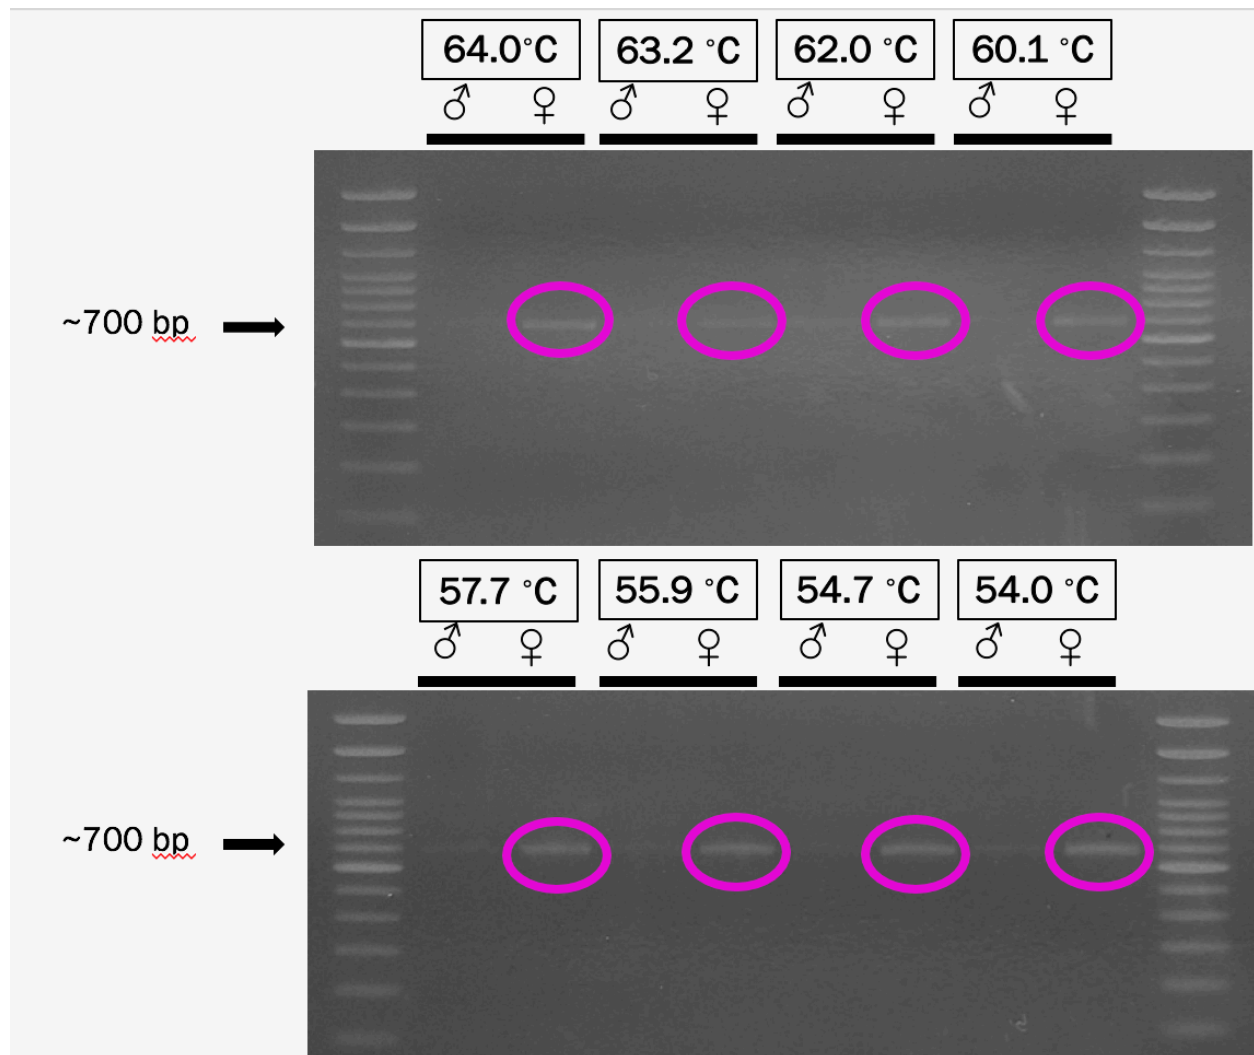 64.0°C 63.2 °C 62.0 °C 60.1 °C
♂ ♀ ♂ ♀ ♂ ♀ ♂ ♀
~700 bp
57.7 °C 55.9 °C 54.7 °C 54.0 °C
♂ ♀ ♂ ♀ ♂ ♀ ♂ ♀
~700 bp